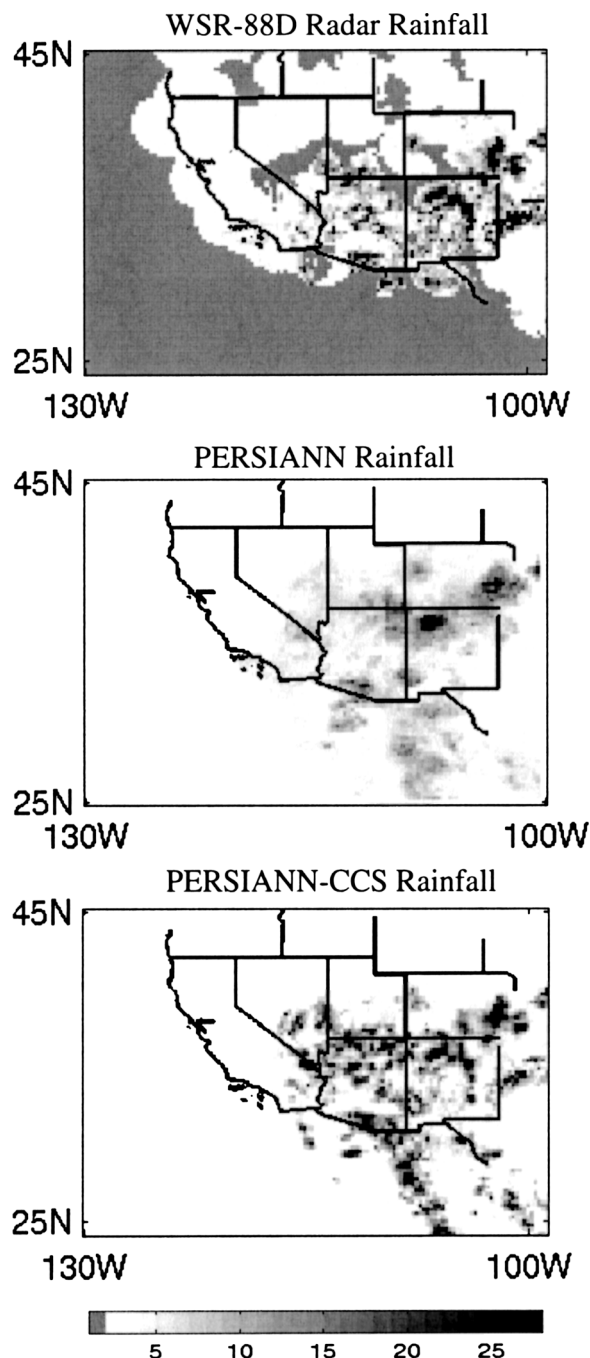 WSR-88D Radar Rainfall
45N
25N
130W 100W
PERSIANN Rainfall
45N
25N
130W 100W
PERSIANN-CCS Rainfall
45N
25N
130W 100W
5 10 15 20 25